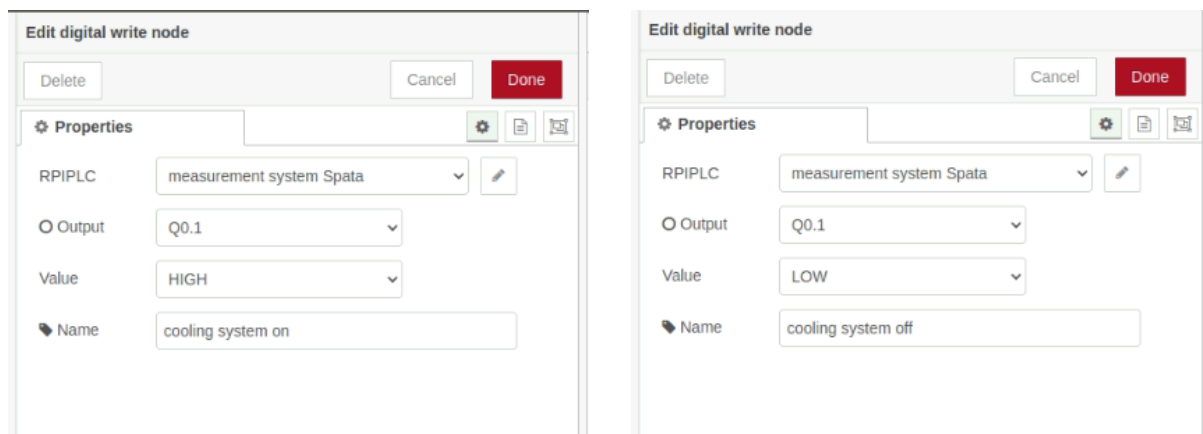 Edit digital write node
Delete Cancel Done
Properties
RPIPLC measurement system Spata
Output Q0.1
Value HIGH
Name cooling system on
Edit digital write node
Delete Cancel Done
Properties
RPIPLC measurement system Spata
Output Q0.1
Value LOW
Name cooling system off